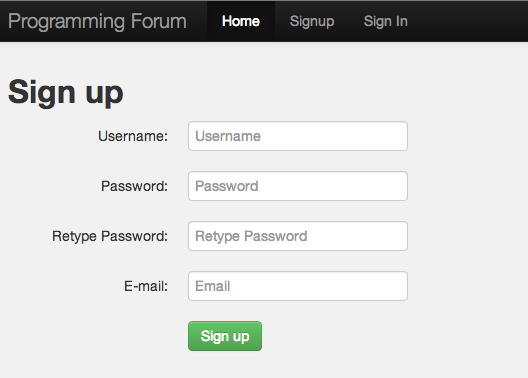 Programming Forum Home Signup Sign In
Sign up
Username: Username
Password: Password
Retype Password: Retype Password
E-mail: Email
Sign up